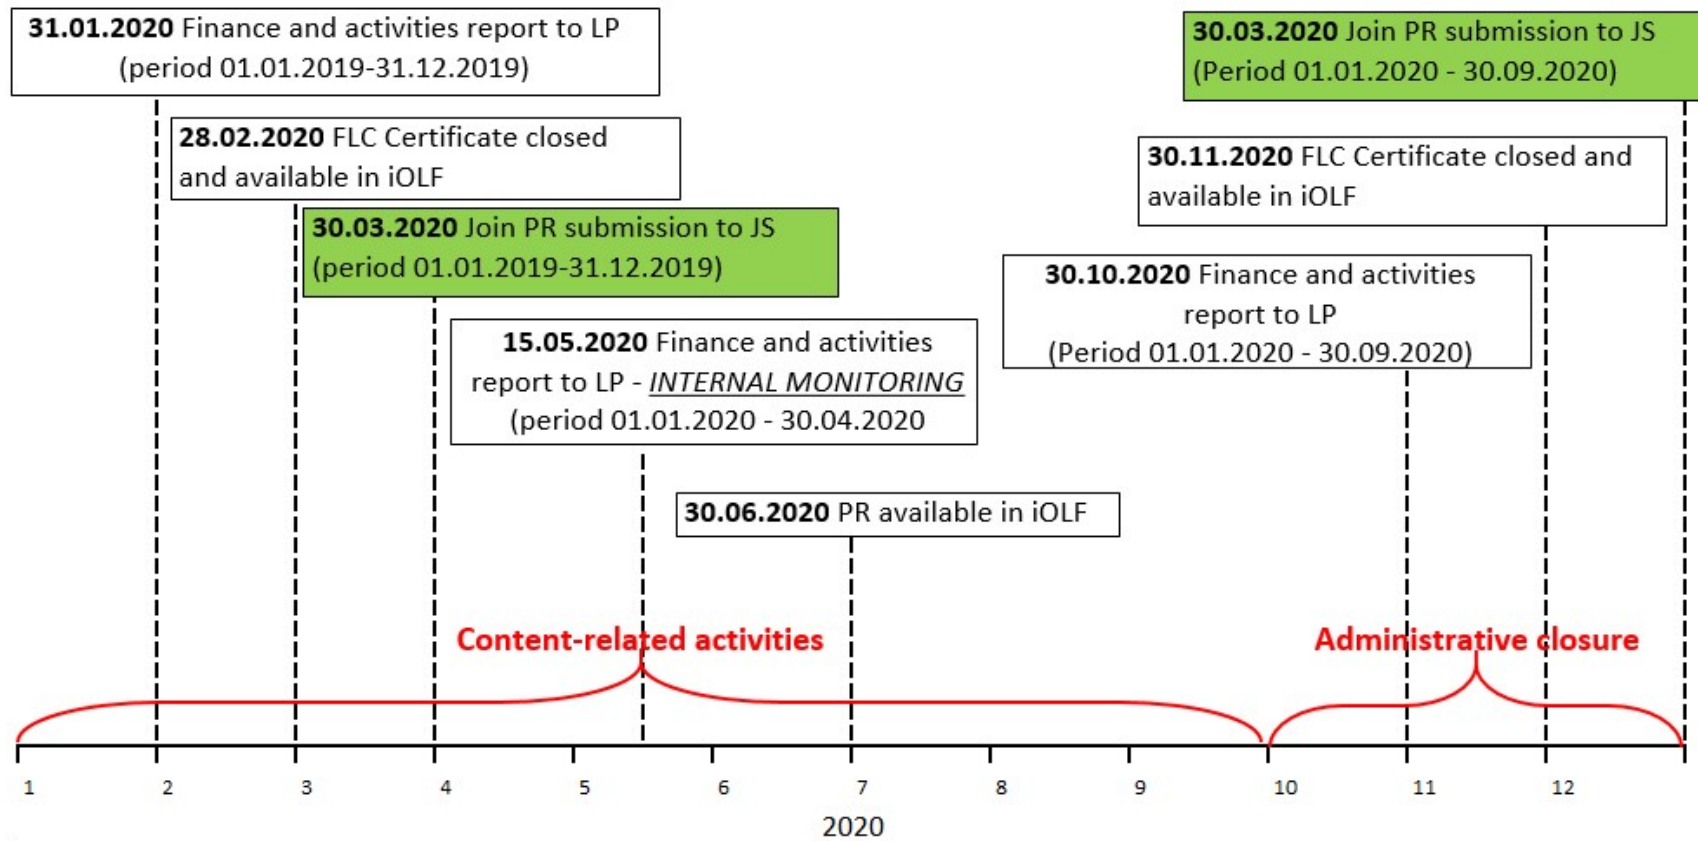 31.01.2020 Finance and activities report to LP
(period 01.01.2019-31.12.2019)
28.02.2020 FLC Certificate closed
and available in iOLF
30.03.2020 Join PR submission to JS
(period 01.01.2019-31.12.2019)
15.05.2020 Finance and activities
report to LP - INTERNAL MONITORING
(period 01.01.2020 - 30.04.2020
30.06.2020 PR available in iOLF
30.03.2020 Join PR submission to JS
(Period 01.01.2020 - 30.09.2020)
30.11.2020 FLC Certificate closed and
available in iOLF
30.10.2020 Finance and activities
report to LP
(Period 01.01.2020 - 30.09.2020)
Content-related activities
Administrative closure
1 2 3 4 5 6 7 8 9 10 11 12
2020